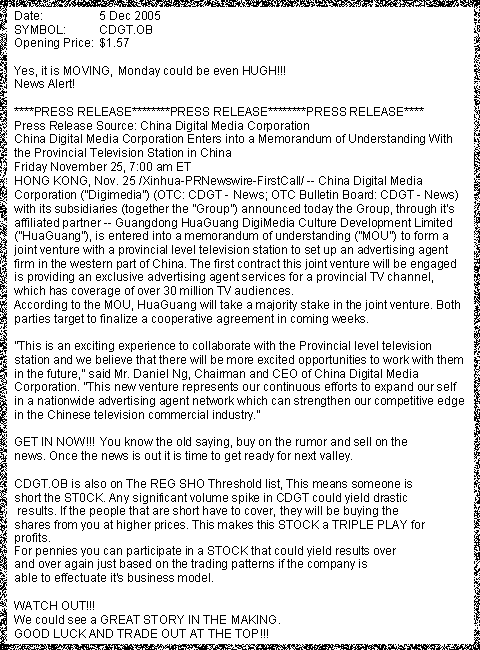 Date: 5 Dec 2005
SYMBOL: CDGT.OB
Opening Price: $1.57
Yes, it is MOVING, Monday could be even HUGH!!!
News Alert!
****PRESS RELEASE********PRESS RELEASE********PRESS RELEASE****
Press Release Source: China Digital Media Corporation
China Digital Media Corporation Enters into a Memorandum of Understanding With
the Provincial Television Station in China
Friday November 25, 7:00 am ET
HONG KONG, Nov. 25 /Xinhua-PRNewswire-FirstCall/ -- China Digital Media
Corporation ("Digimedia") (OTC: CDGT - News; OTC Bulletin Board: CDGT - News)
with its subsidiaries (together the "Group") announced today the Group, through it's
affiliated partner -- Guangdong HuaGuang DigiMedia Culture Development Limited
("HuaGuang"), is entered into a memorandum of understanding ("MOU") to form a
joint venture with a provincial level television station to set up an advertising agent
firm in the western part of China. The first contract this joint venture will be engaged
is providing an exclusive advertising agent services for a provincial TV channel,
which has coverage of over 30 million TV audiences.
According to the MOU, HuaGuang will take a majority stake in the joint venture. Both
parties target to finalize a cooperative agreement in coming weeks.
"This is an exciting experience to collaborate with the Provincial level television
station and we believe that there will be more excited opportunities to work with them
in the future," said Mr. Daniel Ng, Chairman and CEO of China Digital Media
Corporation. "This new venture represents our continuous efforts to expand our self
in a nationwide advertising agent network which can strengthen our competitive edge
in the Chinese television commercial industry."
GET IN NOW!!! You know the old saying, buy on the rumor and sell on the
news. Once the news is out it is time to get ready for next valley.
CDGT.OB is also on The REG SHO Threshold list, This means someone is
short the ST0CK. Any significant volume spike in CDGT could yield drastic
results. If the people that are short have to cover, they will be buying the
shares from you at higher prices. This makes this STOCK a TRIPLE PLAY for
profits.
For pennies you can participate in a STOCK that could yield results over
and over again just based on the trading patterns if the company is
able to effectuate it's business model.
WATCH OUT!!!
We could see a GREAT STORY IN THE MAKING.
GOOD LUCK AND TRADE OUT AT THE TOP!!!